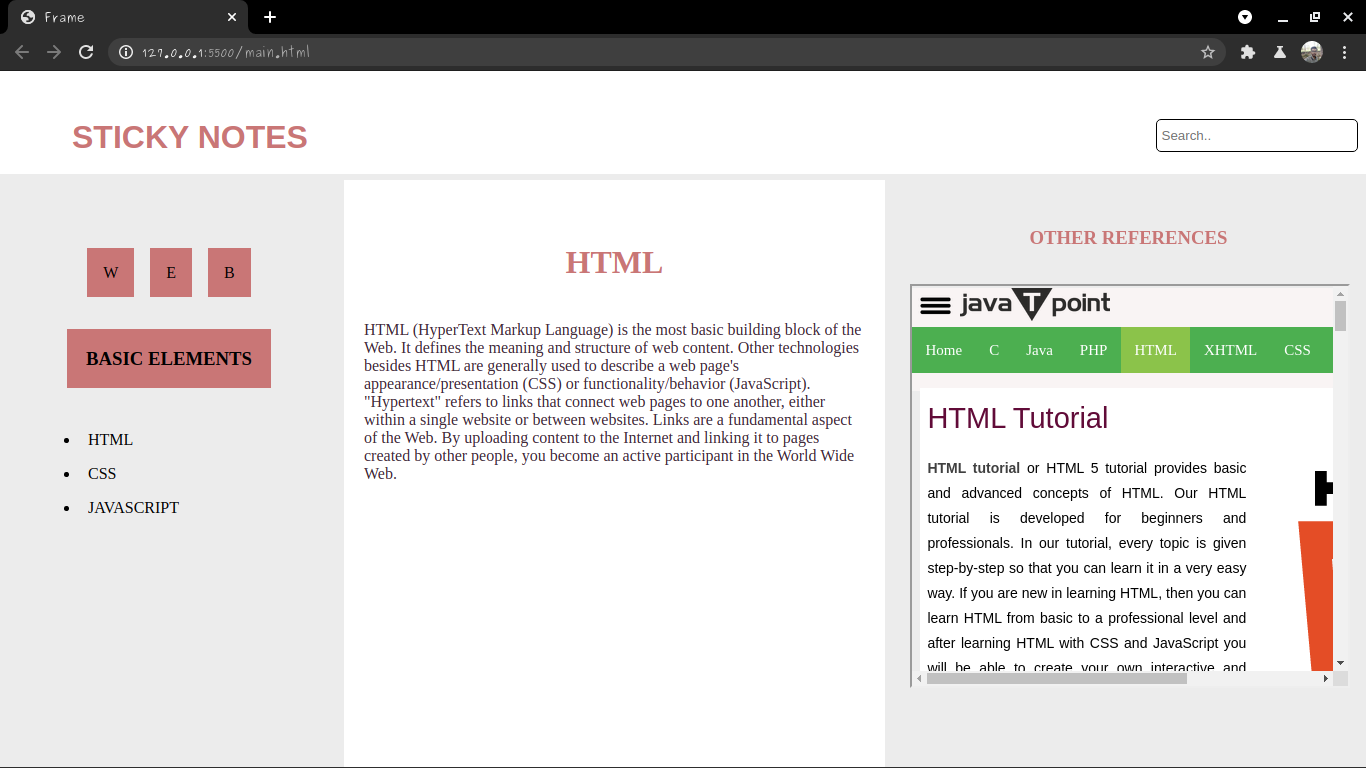 Frame
127.0.0.1:5500/main.html
STICKY NOTES
Search..
W E B
BASIC ELEMENTS
HTML
CSS
JAVASCRIPT
HTML
HTML (HyperText Markup Language) is the most basic building block of the
Web. It defines the meaning and structure of web content. Other technologies
besides HTML are generally used to describe a web page's
appearance/presentation (CSS) or functionality/behavior (JavaScript).
"Hypertext" refers to links that connect web pages to one another, either
within a single website or between websites. Links are a fundamental aspect
of the Web. By uploading content to the Internet and linking it to pages
created by other people, you become an active participant in the World Wide
Web.
OTHER REFERENCES
javaTpoint
Home C Java PHP HTML XHTML CSS
HTML Tutorial
HTML tutorial or HTML 5 tutorial provides basic
and advanced concepts of HTML. Our HTML
tutorial is developed for beginners and
professionals. In our tutorial, every topic is given
step-by-step so that you can learn it in a very easy
way. If you are new in learning HTML, then you can
learn HTML from basic to a professional level and
after learning HTML with CSS and JavaScript you
will be able to create your own interactive and